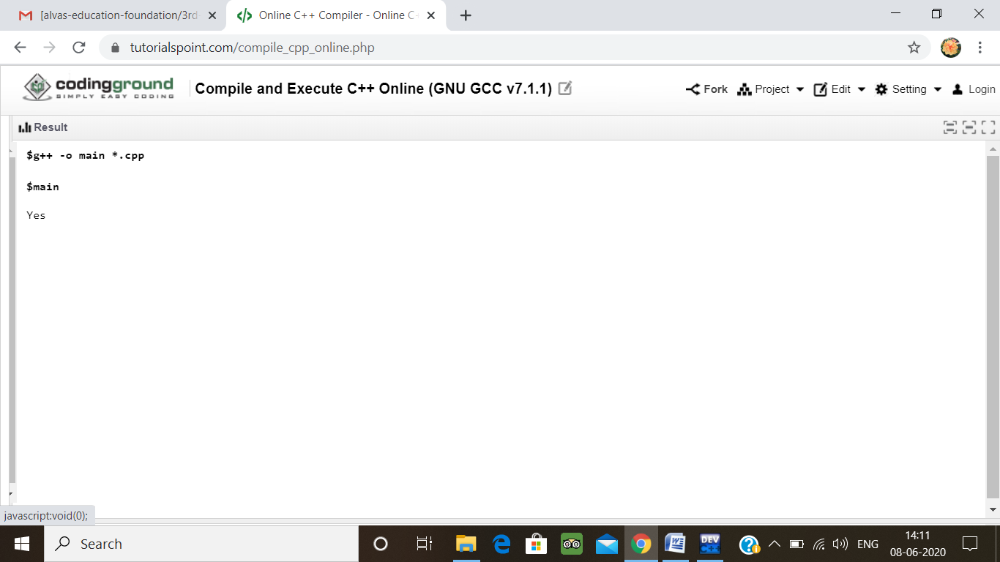 [alvas-education-foundation/3rd-
Online C++ Compiler - Online C+
tutorialspoint.com/compile_cpp_online.php
codingground
SIMPLY EASY CODING
Compile and Execute C++ Online (GNU GCC v7.1.1)
Fork
Project
Edit
Setting
Login
Result
$g++ -o main *.cpp
$main
Yes
javascript:void(0);
Search
DEV
C++
ENG
14:11
08-06-2020